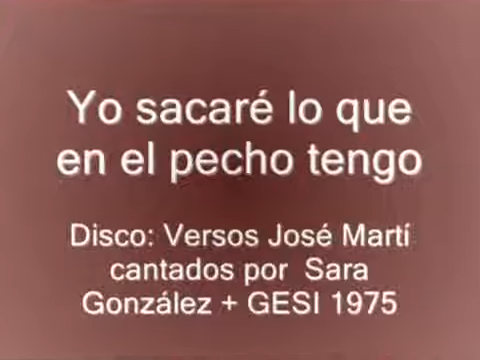 Yo sacaré lo que
en el pecho tengo
Disco: Versos José Martí
cantados por Sara
González + GESI 1975